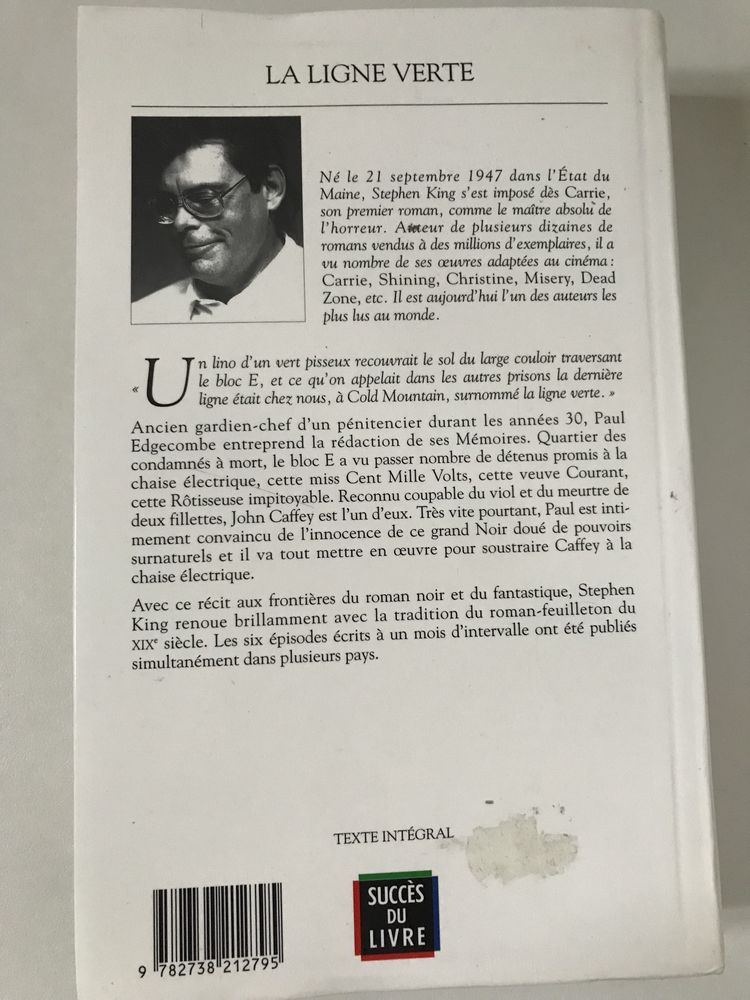 LA LIGNE VERTE
Né le 21 septembre 1947 dans l'État du
Maine, Stephen King s'est imposé dès Carrie,
son premier roman, comme le maître absolu de
l'horreur. Auteur de plusieurs dizaines de
romans vendus à des millions d'exemplaires, il a
vu nombre de ses œuvres adaptées au cinéma :
Carrie, Shining, Christine, Misery, Dead
Zone, etc. Il est aujourd'hui l'un des auteurs les
plus lus au monde.
« Un lino d'un vert pisseux recouvrait le sol du large couloir traversant
le bloc E, et ce qu'on appelait dans les autres prisons la dernière
ligne était chez nous, à Cold Mountain, surnommé la ligne verte. »
Ancien gardien-chef d'un pénitencier durant les années 30, Paul
Edgecombe entreprend la rédaction de ses Mémoires. Quartier des
condamnés à mort, le bloc E a vu passer nombre de détenus promis à la
chaise électrique, cette miss Cent Mille Volts, cette veuve Courant,
cette Rôtisseuse impitoyable. Reconnu coupable du viol et du meurtre de
deux fillettes, John Caffey est l'un d'eux. Très vite pourtant, Paul est inti-
mement convaincu de l'innocence de ce grand Noir doué de pouvoirs
surnaturels et il va tout mettre en œuvre pour soustraire Caffey à la
chaise électrique.
Avec ce récit aux frontières du roman noir et du fantastique, Stephen
King renoue brillamment avec la tradition du roman-feuilleton du
XIXe siècle. Les six épisodes écrits à un mois d'intervalle ont été publiés
simultanément dans plusieurs pays.
TEXTE INTÉGRAL
SUCCÈS
DU
LIVRE
9 782738 212795